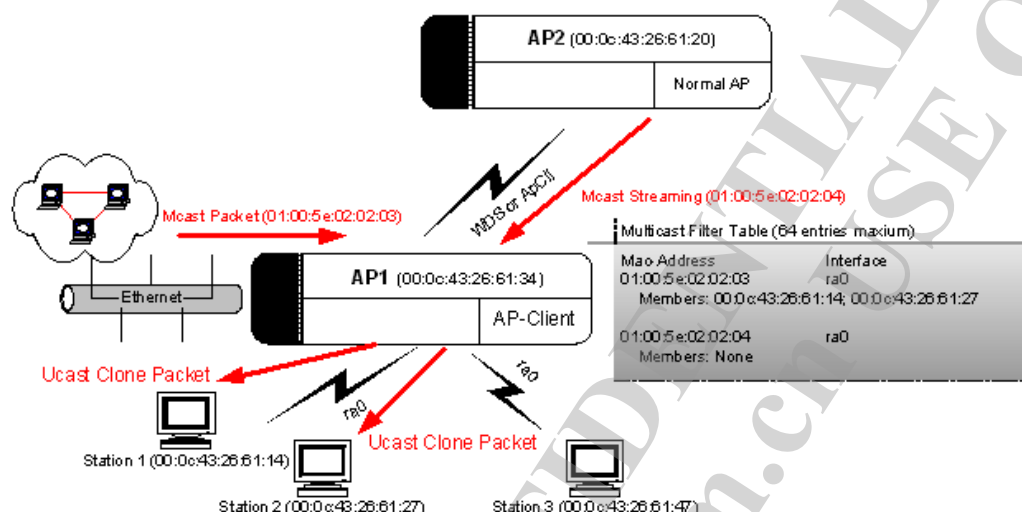 AP2 (00:0c:43:26:61:20)
Normal AP
WDS or ApCli
Mcast Streaming (01:00:5e:02:02:04)
Mcast Packet (01:00:5e:02:02:03)
Multicast Filter Table (64 entries maxium)
Mac Address Interface
01:00:5e:02:02:03 ra0
Members: 00:0c:43:26:61:14; 00:0c:43:26:61:27
01:00:5e:02:02:04 ra0
Members: None
AP1 (00:0c:43:26:61:34)
AP-Client
Ethernet
Ucast Clone Packet
ra0
ra0
Ucast Clone Packet
Station 1 (00:0c:43:26:61:14)
Station 2 (00:0c:43:26:61:27)
Station 3 (00:0c:43:26:61:47)